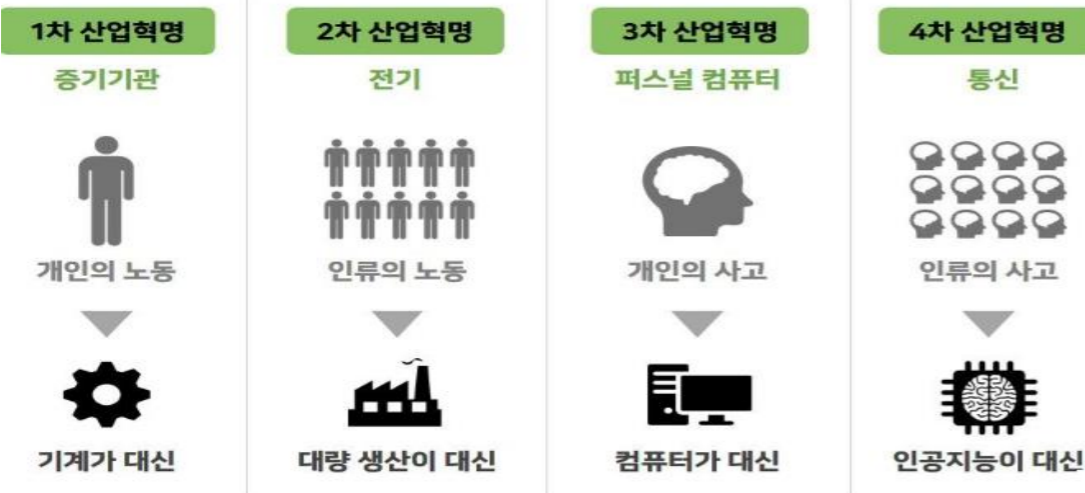 1차 산업혁명
증기기관
개인의 노동
기계가 대신
2차 산업혁명
전기
인류의 노동
대량 생산이 대신
3차 산업혁명
퍼스널 컴퓨터
개인의 사고
컴퓨터가 대신
4차 산업혁명
통신
인류의 사고
인공지능이 대신